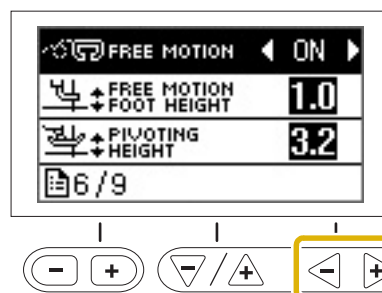 FREE MOTION ON
FREE MOTION FOOT HEIGHT 1.0
PIVOTING HEIGHT 3.2
6/9
- + - / + - +